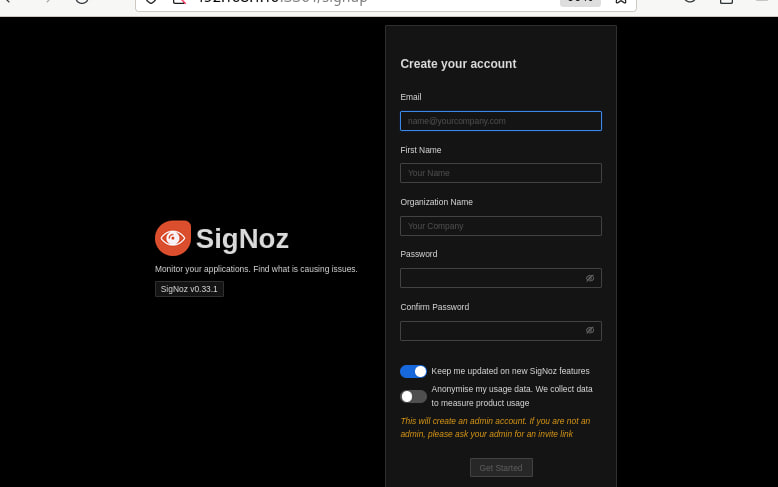 Create your account
Email
name@yourcompany.com
First Name
Your Name
Organization Name
Your Company
Password
Confirm Password
SigNoz
Monitor your applications. Find what is causing issues.
SigNoz v0.33.1
Keep me updated on new SigNoz features
Anonymise my usage data. We collect data
to measure product usage
This will create an admin account. If you are not an
admin, please ask your admin for an invite link
Get Started